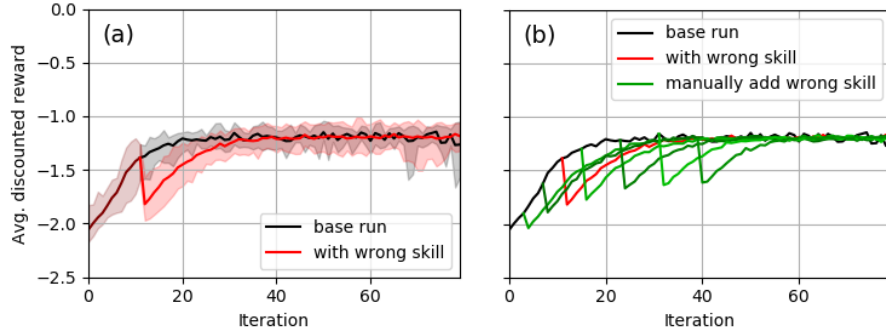 (a)
Avg. discounted reward
0.0
−0.5
−1.0
−1.5
−2.0
−2.5
0
20
40
60
Iteration
base run
with wrong skill
(b)
base run
with wrong skill
manually add wrong skill
0
20
40
60
Iteration